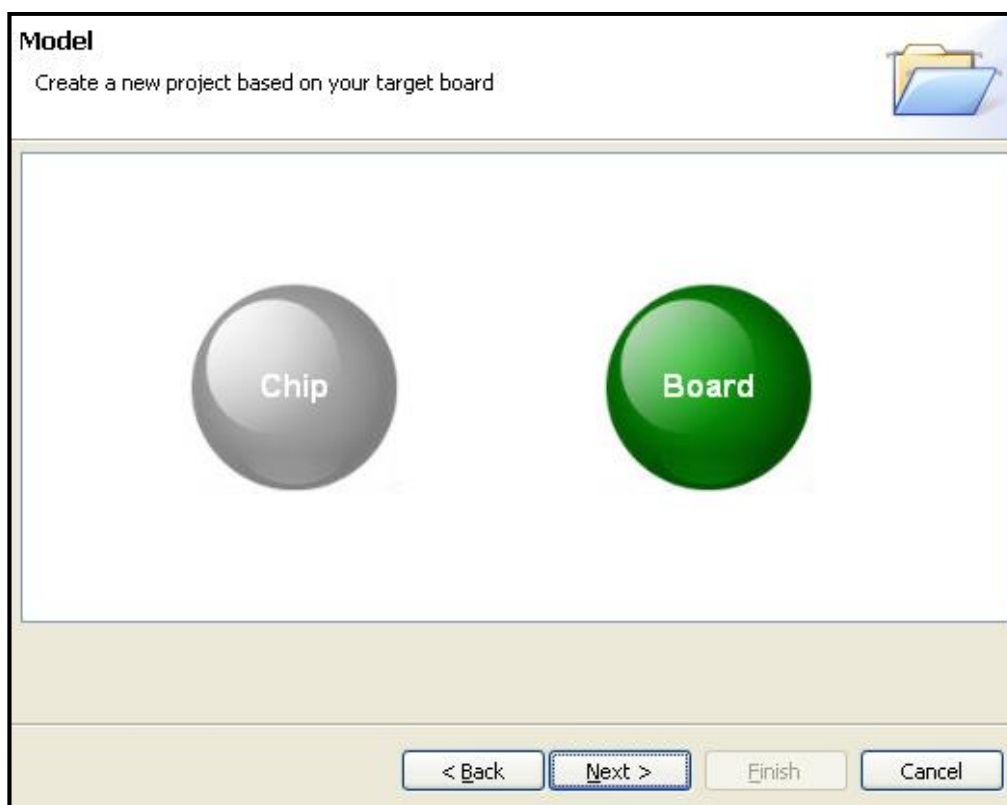 Model
Create a new project based on your target board
Chip
Board
< Back
Next >
Finish
Cancel